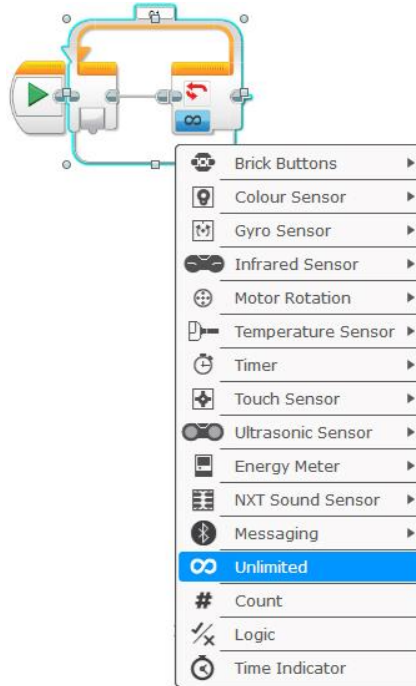 01
Brick Buttons
Colour Sensor
Gyro Sensor
Infrared Sensor
Motor Rotation
Temperature Sensor
Timer
Touch Sensor
Ultrasonic Sensor
Energy Meter
NXT Sound Sensor
Messaging
Unlimited
Count
Logic
Time Indicator